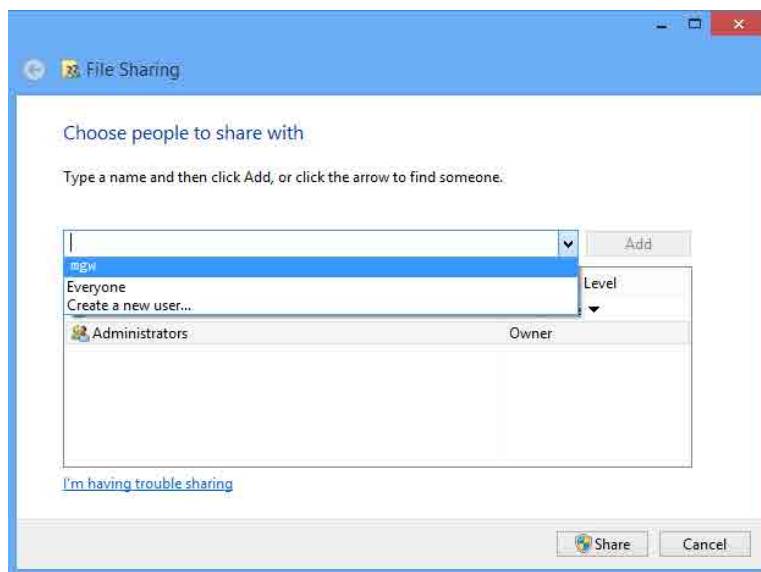 File Sharing
Choose people to share with
Type a name and then click Add, or click the arrow to find someone.
Add
mgw
Everyone
Level
Create a new user...
Administrators Owner
I'm having trouble sharing
Share Cancel